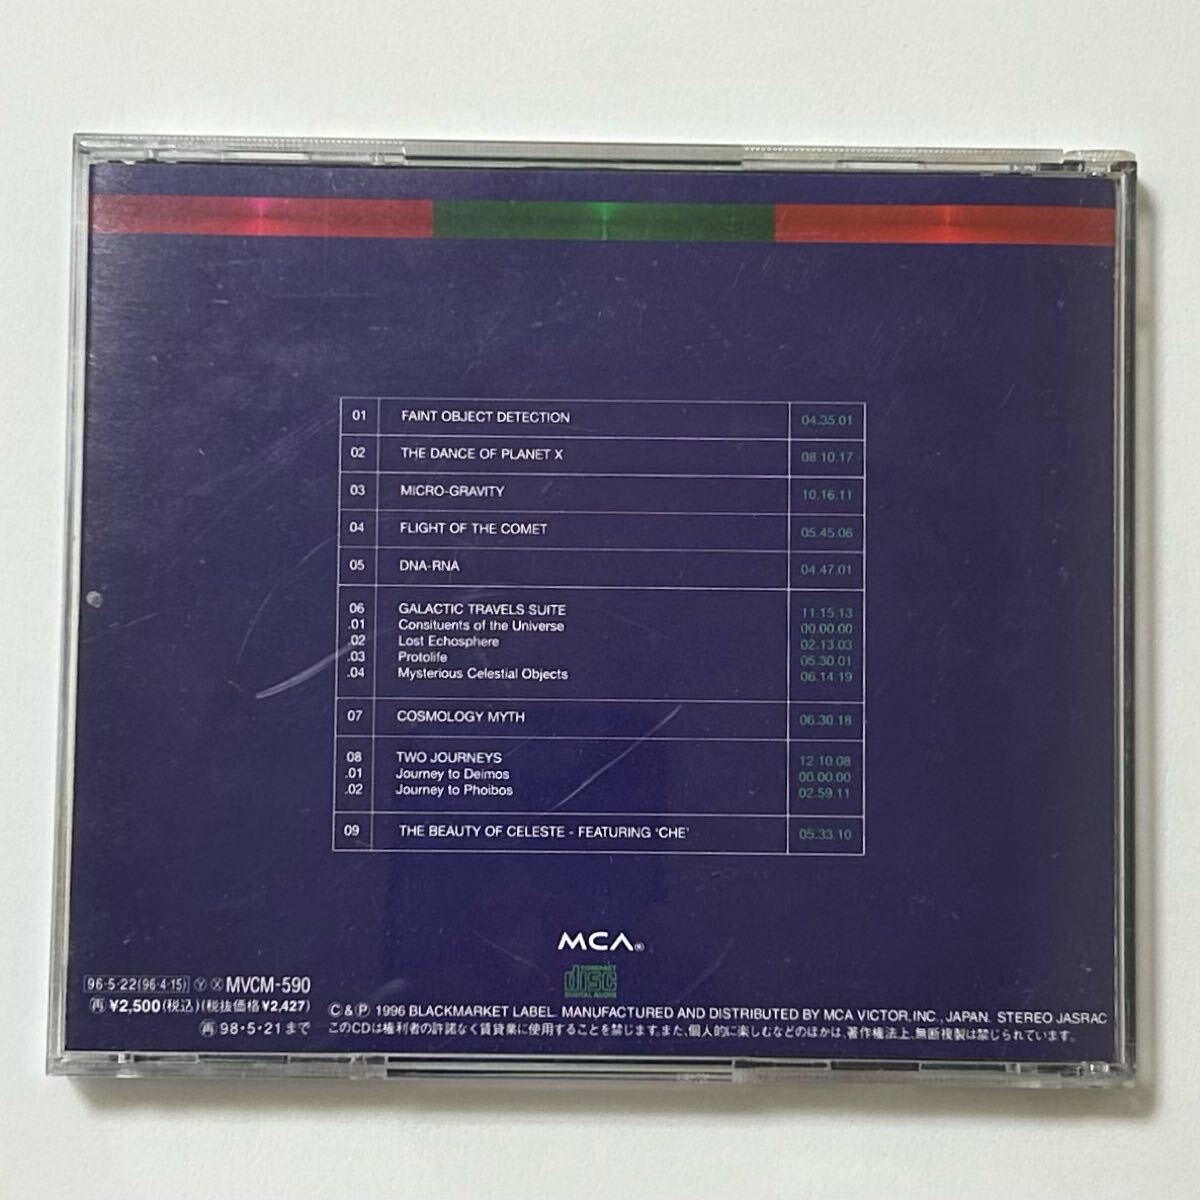 01 FAINT OBJECT DETECTION 04.35.01
02 THE DANCE OF PLANET X 08.10.17
03 MICRO-GRAVITY 10.16.11
04 FLIGHT OF THE COMET 05.45.06
05 DNA-RNA 04.47.01
06 GALACTIC TRAVELS SUITE 11.15.13
.01 Consituents of the Universe 00.00.00
.02 Lost Echosphere 02.13.03
.03 Protolife 05.30.01
.04 Mysterious Celestial Objects 06.14.19
07 COSMOLOGY MYTH 06.30.18
08 TWO JOURNEYS 12.10.08
.01 Journey to Deimos 00.00.00
.02 Journey to Phoibos 02.59.11
09 THE BEAUTY OF CELESTE - FEATURING 'CHE' 05.33.10
MCA®
COMPACT
disc
DIGITAL AUDIO
96·5·22(96·4·15) Ⓨ Ⓧ MVCM-590
㊢ ¥2,500(税込)(税抜価格¥2,427)
再 98·5·21まで
© & ℗ 1996 BLACKMARKET LABEL. MANUFACTURED AND DISTRIBUTED BY MCA VICTOR, INC., JAPAN. STEREO JASRAC
このCDは権利者の許諾なく賃貸業に使用することを禁じます。また、個人的に楽しむなどのほかは、著作権法上、無断複製は禁じられています。